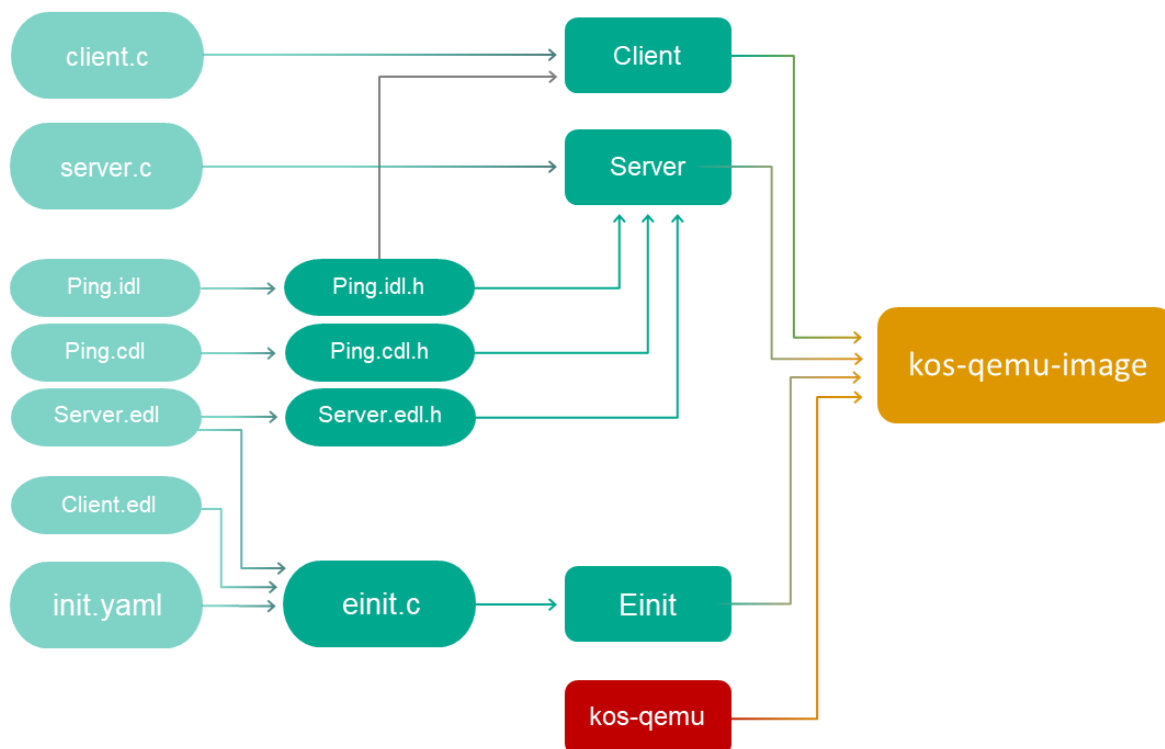 client.c
Client
server.c
Server
Ping.idl
Ping.idl.h
Ping.cdl
Ping.cdl.h
kos-qemu-image
Server.edl
Server.edl.h
Client.edl
init.yaml
einit.c
Einit
kos-qemu